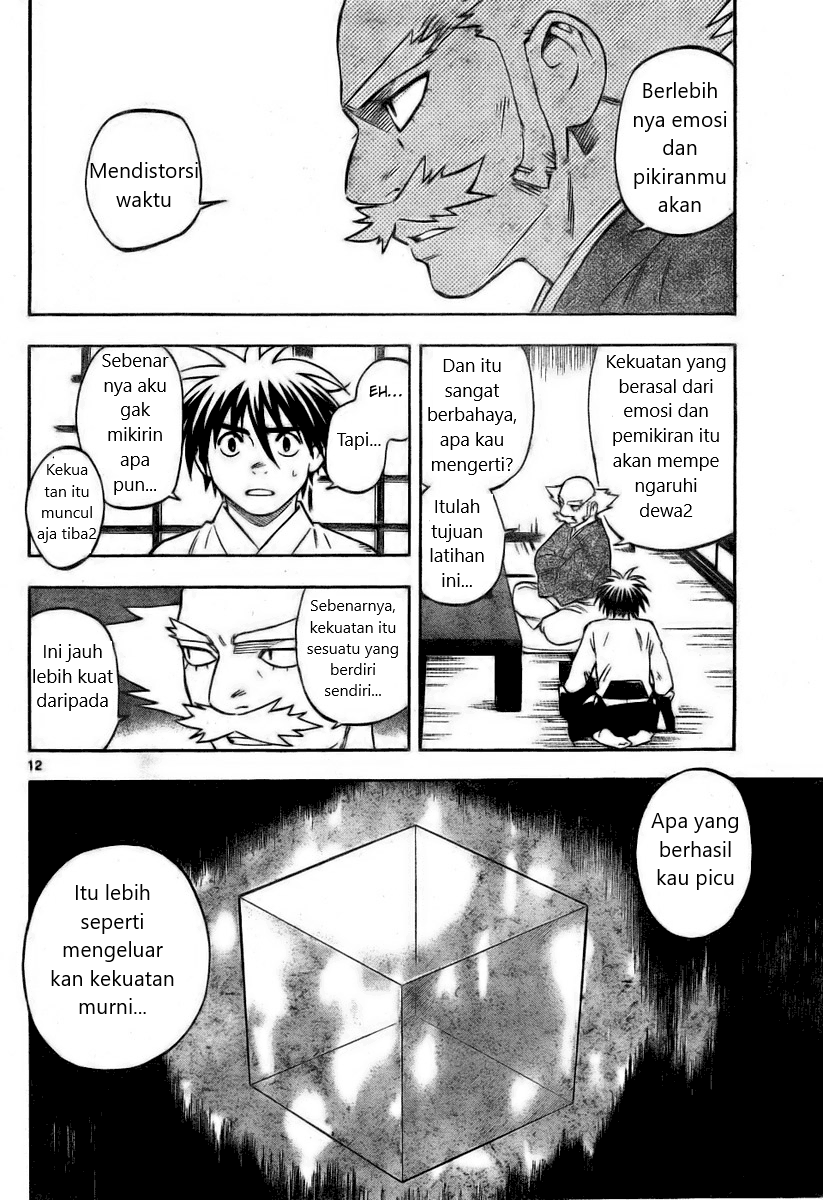 Berlebih
nya emosi
dan
pikiranmu
akan
Mendistorsi
waktu
Kekuatan yang
berasal dari
emosi dan
pemikiran itu
akan mempe
ngaruhi
dewa2
Dan itu
sangat
berbahaya,
apa kau
mengerti?
Itulah
tujuan
latihan
ini...
EH...
Tapi...
Sebenar
nya aku
gak
mikirin
apa
pun...
Kekua
tan itu
muncul
aja tiba2
Sebenarnya,
kekuatan itu
sesuatu yang
berdiri
sendiri...
Ini jauh
lebih kuat
daripada
12
Apa yang
berhasil
kau picu
Itu lebih
seperti
mengeluar
kan kekuatan
murni...